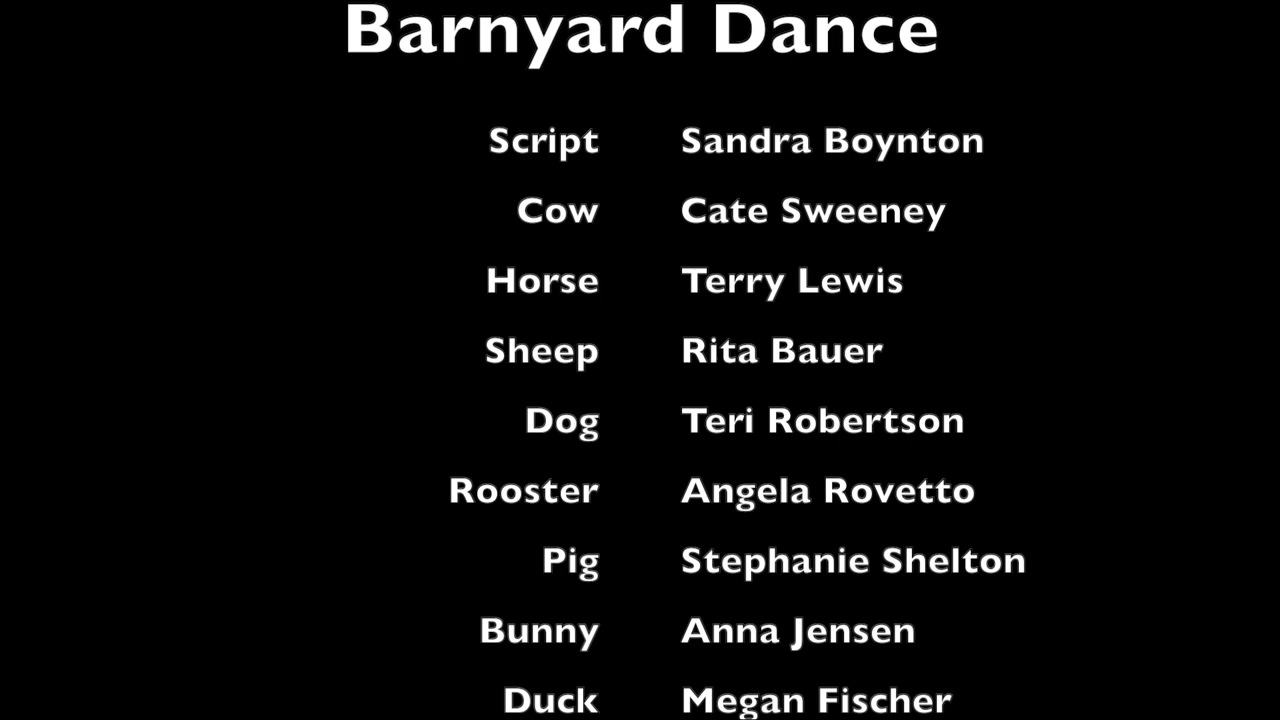 Barnyard Dance
Script Sandra Boynton
Cow Cate Sweeney
Horse Terry Lewis
Sheep Rita Bauer
Dog Teri Robertson
Rooster Angela Rovetto
Pig Stephanie Shelton
Bunny Anna Jensen
Duck Megan Fischer